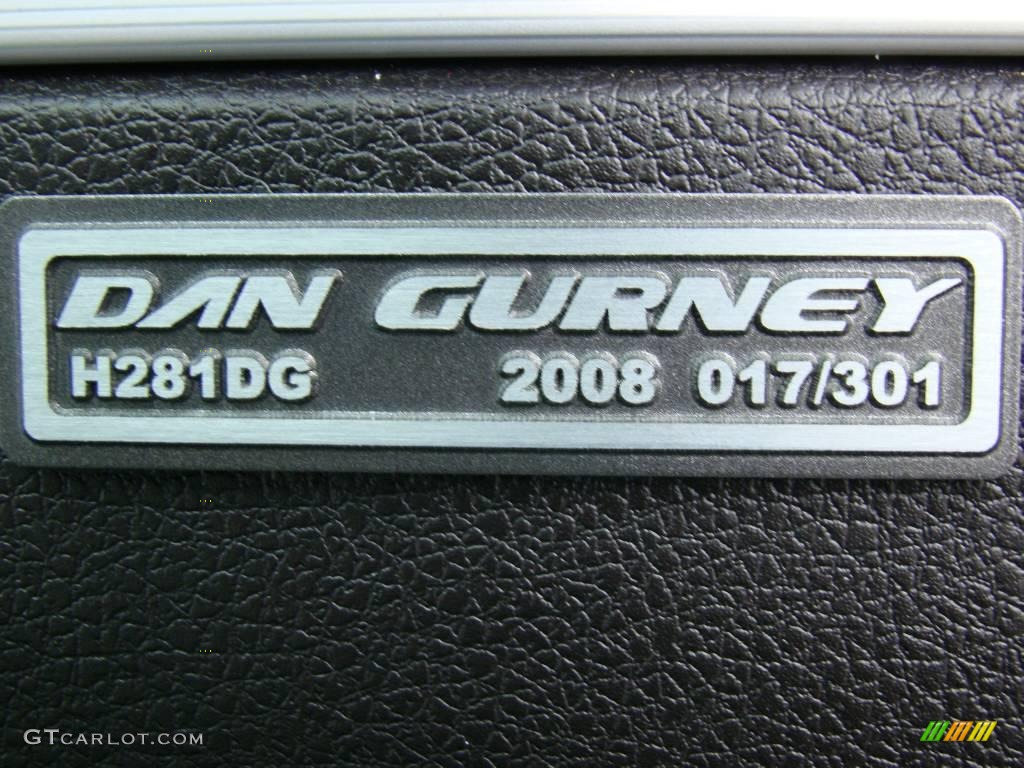 DAN GURNEY
H281DG 2008 017/301
GTCARLOT.COM